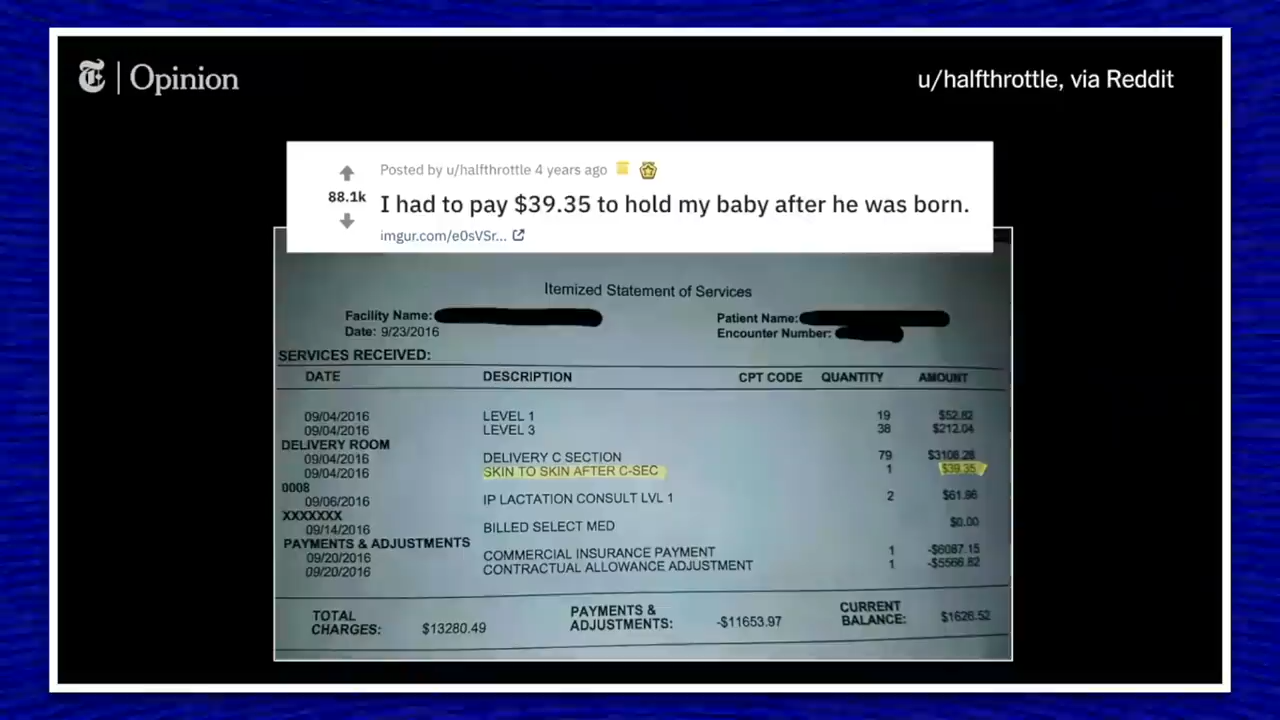 T | Opinion
u/halfthrottle, via Reddit
Posted by u/halfthrottle 4 years ago
88.1k
I had to pay $39.35 to hold my baby after he was born.
imgur.com/e0sVSr...
Itemized Statement of Services
Facility Name:
Patient Name:
Date: 9/23/2016
Encounter Number:
SERVICES RECEIVED:
DATE DESCRIPTION CPT CODE QUANTITY AMOUNT
09/04/2016 LEVEL 1 19 $52.82
09/04/2016 LEVEL 3 38 $212.04
DELIVERY ROOM
09/04/2016 DELIVERY C SECTION 79 $3108.28
09/04/2016 SKIN TO SKIN AFTER C-SEC 1 $39.35
0008
09/06/2016 IP LACTATION CONSULT LVL 1 2 $61.96
XXXXXXX
09/14/2016 BILLED SELECT MED $0.00
PAYMENTS & ADJUSTMENTS
09/20/2016 COMMERCIAL INSURANCE PAYMENT 1 -$6087.15
09/20/2016 CONTRACTUAL ALLOWANCE ADJUSTMENT 1 -$5566.82
TOTAL CHARGES: $13280.49
PAYMENTS & ADJUSTMENTS: -$11653.97
CURRENT BALANCE: $1626.52